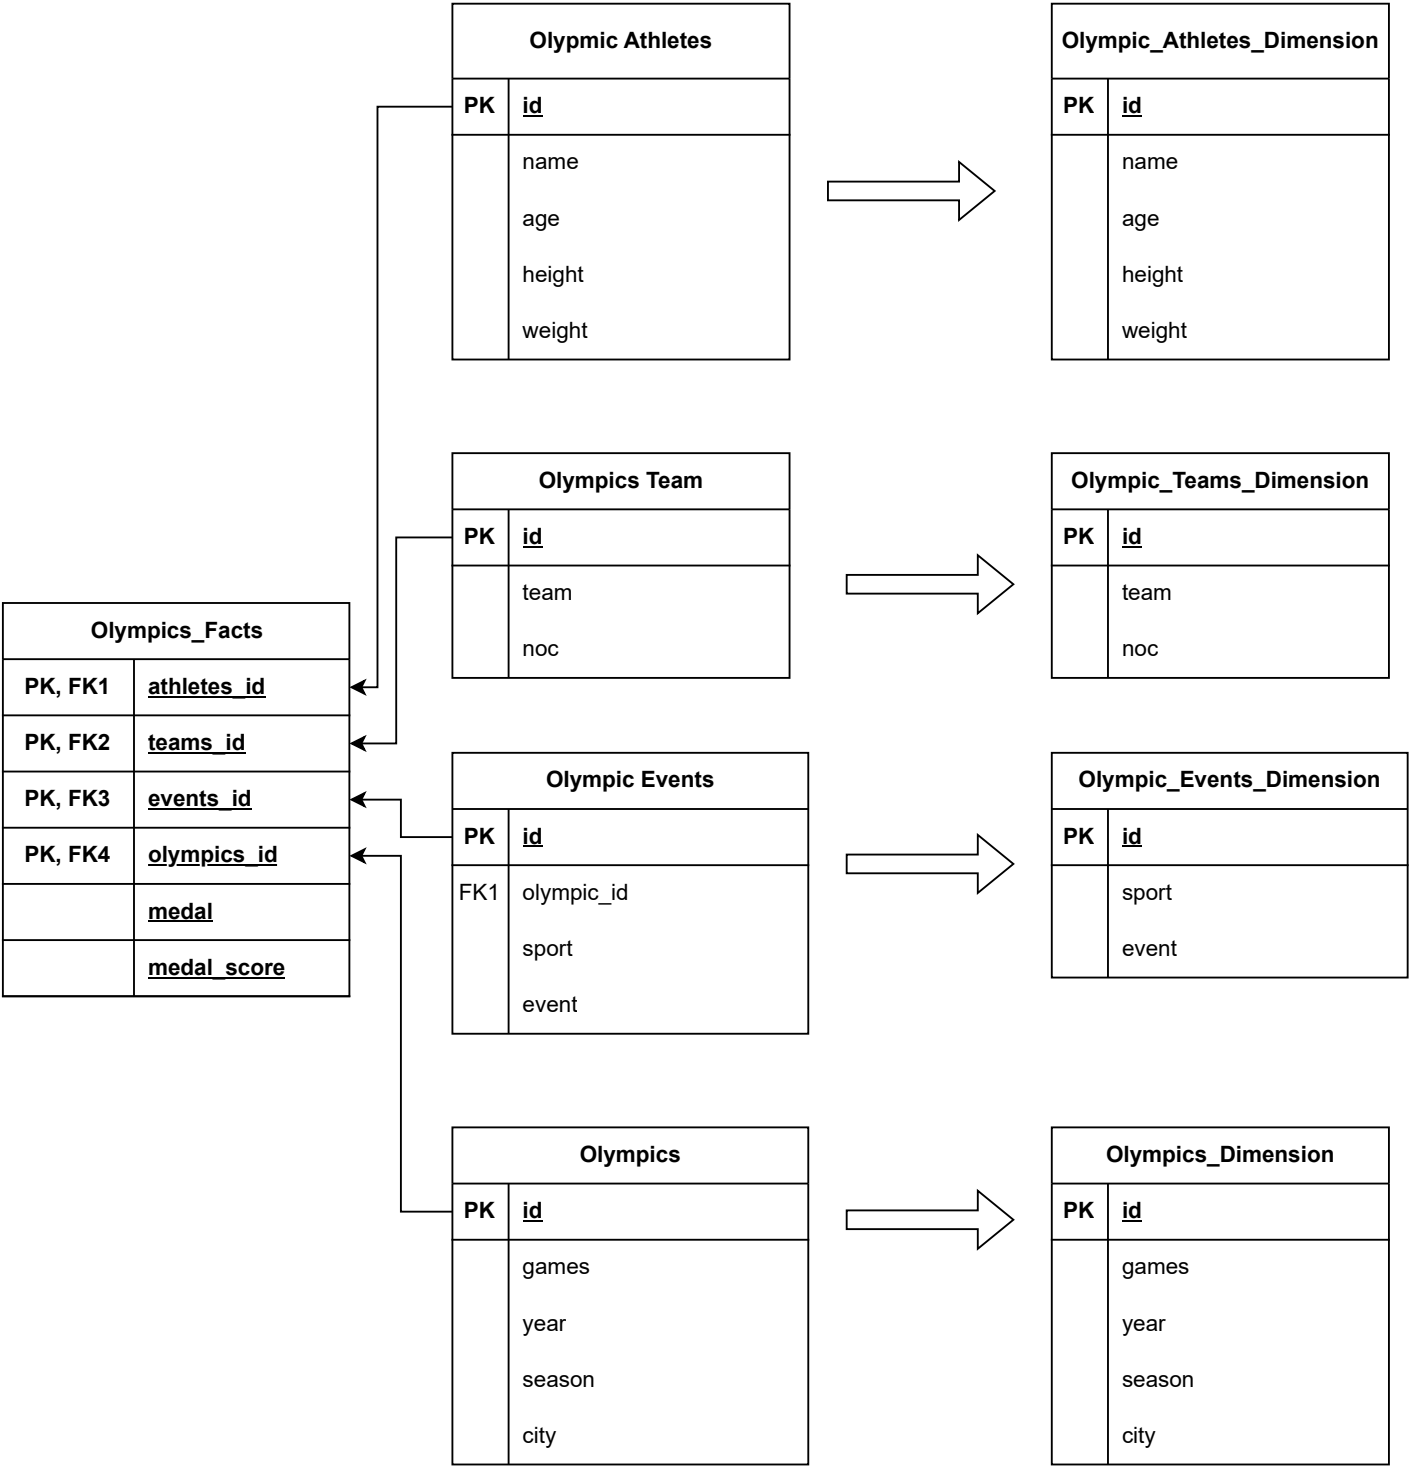 Olypmic Athletes
PK id
name
age
height
weight
Olympic_Athletes_Dimension
PK id
name
age
height
weight
Olympics Team
PK id
team
noc
Olympic_Teams_Dimension
PK id
team
noc
Olympics_Facts
PK, FK1 athletes_id
PK, FK2 teams_id
PK, FK3 events_id
PK, FK4 olympics_id
medal
medal_score
Olympic Events
PK id
FK1 olympic_id
sport
event
Olympic_Events_Dimension
PK id
sport
event
Olympics
PK id
games
year
season
city
Olympics_Dimension
PK id
games
year
season
city